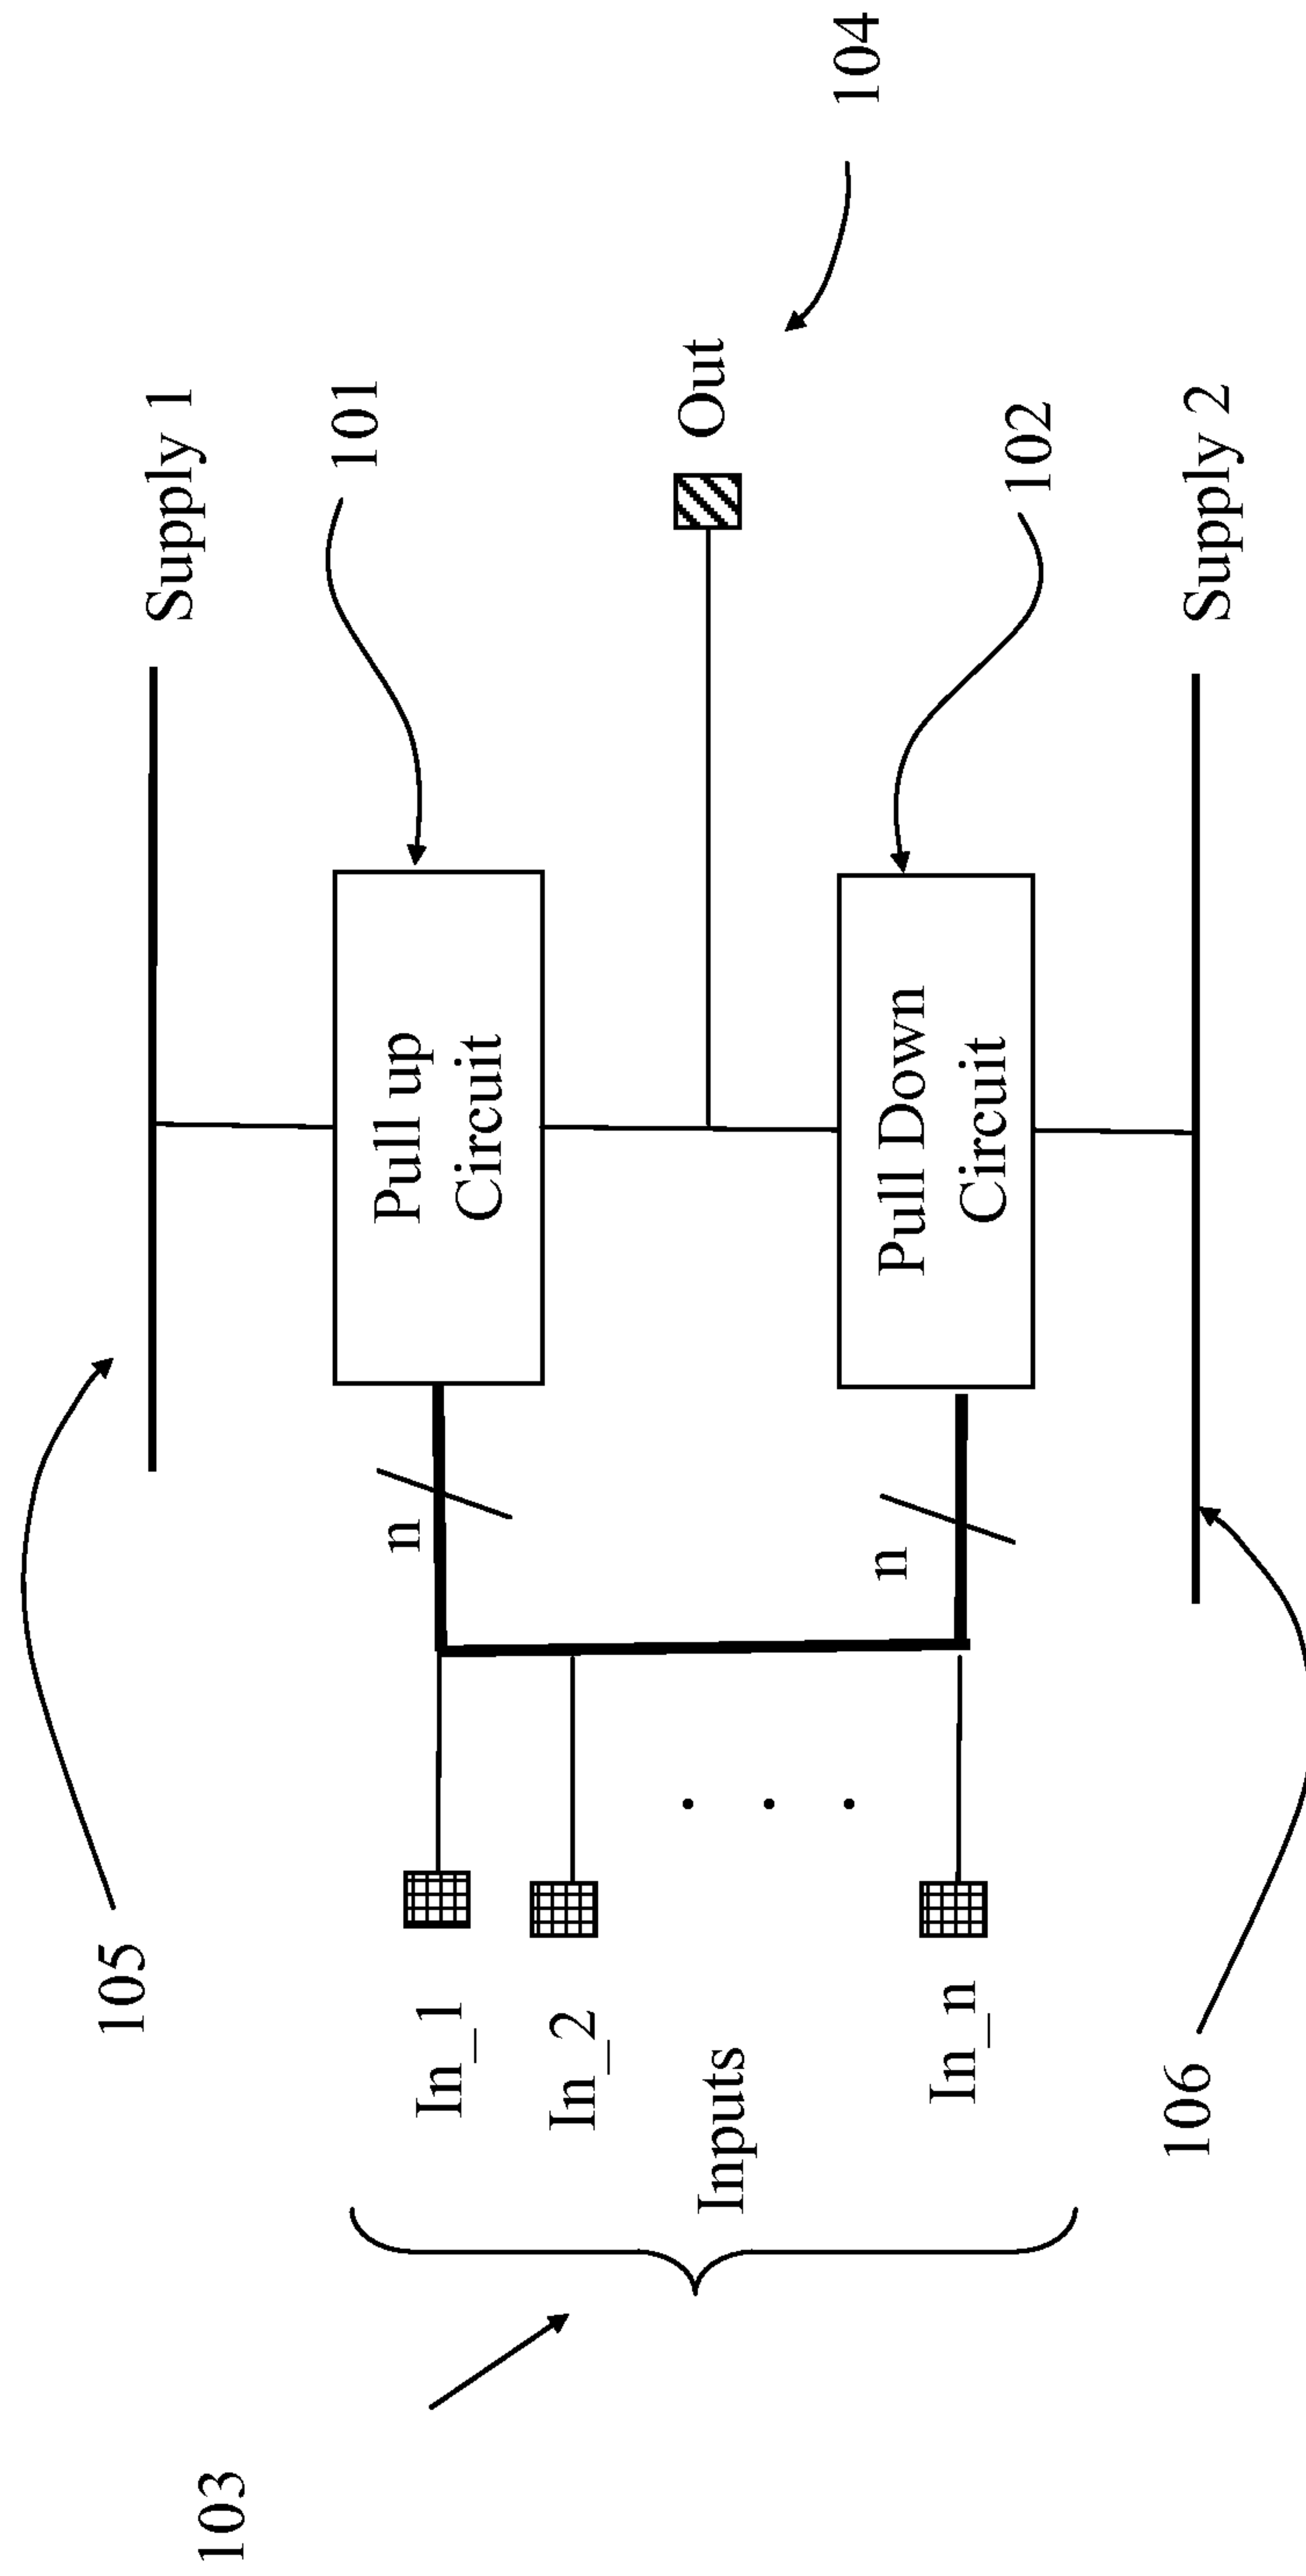 105
Supply 1
101
Pull up
Circuit
n
In_1
In_2
Inputs
In_n
103
Out
104
n
Pull Down
Circuit
102
Supply 2
106